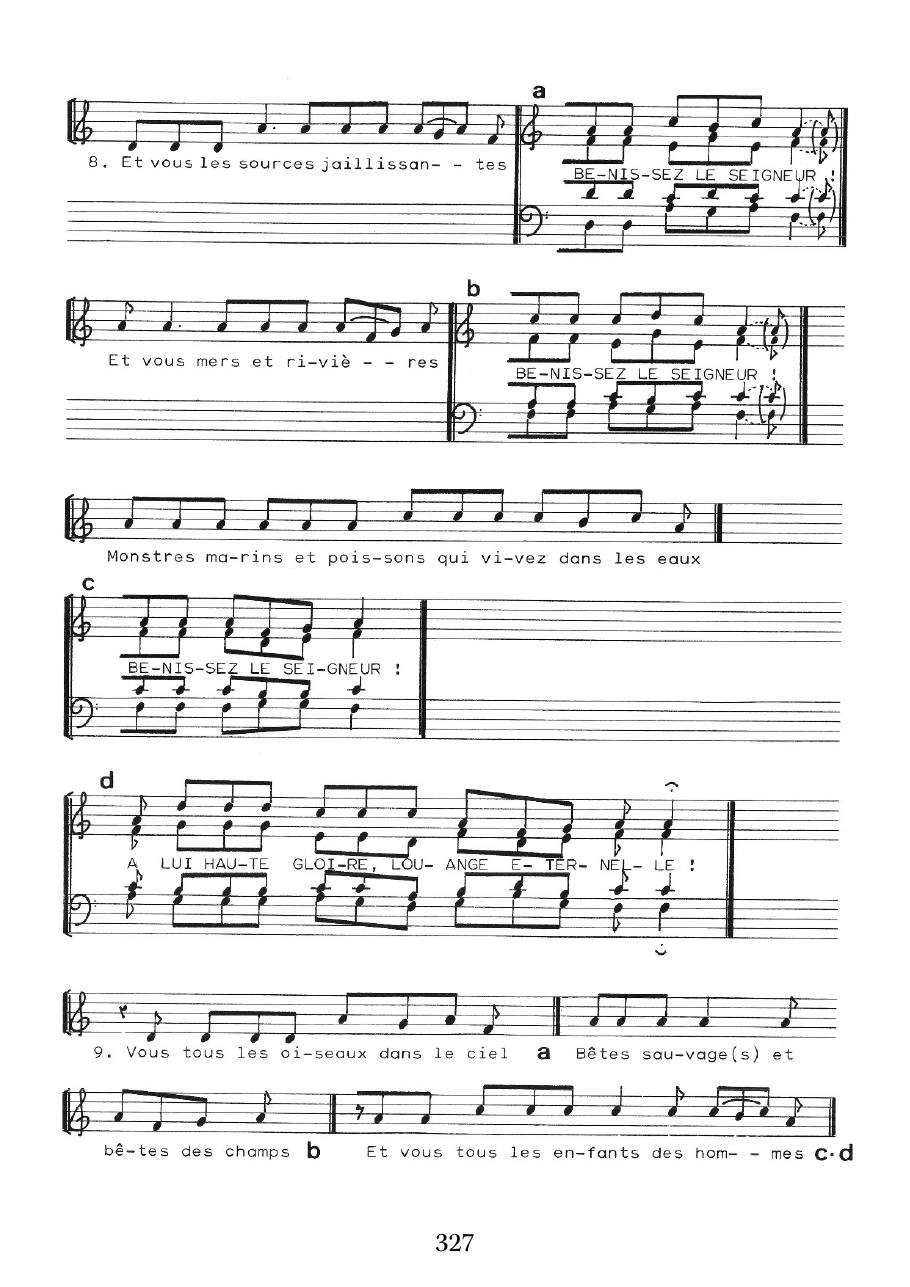 a
8. Et vous les sources jaillissan- - tes
BE-NIS-SEZ LE SEIGNEUR !
b
Et vous mers et ri-viè - - res
BE-NIS-SEZ LE SEIGNEUR !
Monstres ma-rins et pois-sons qui vi-vez dans les eaux
c
BE-NIS-SEZ LE SEI-GNEUR !
d
A LUI HAU-TE GLOI-RE, LOU- ANGE E- TER- NEL- LE !
9. Vous tous les oi-seaux dans le ciel a Bêtes sau-vage(s) et
bê-tes des champs b Et vous tous les en-fants des hom- - mes c.d
327